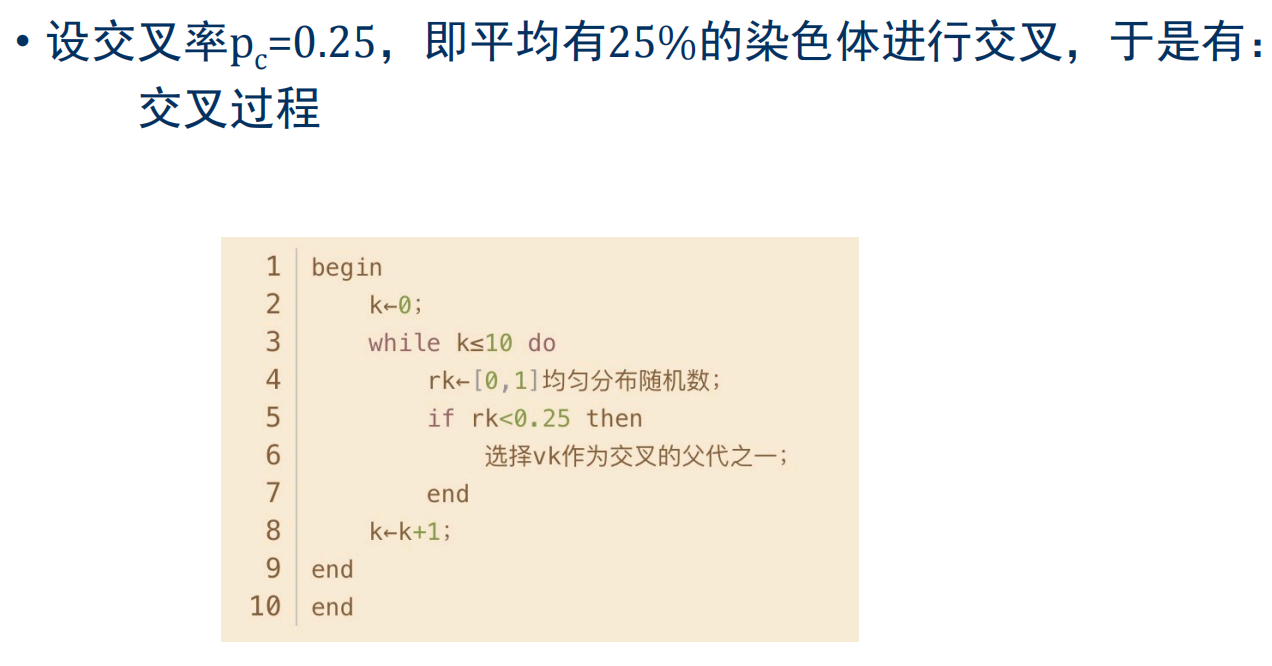 • 设交叉率pc=0.25，即平均有25%的染色体进行交叉，于是有：
交叉过程
1 begin
2 k←0;
3 while k≤10 do
4 rk←[0,1]均匀分布随机数;
5 if rk<0.25 then
6 选择vk作为交叉的父代之一;
7 end
8 k←k+1;
9 end
10 end